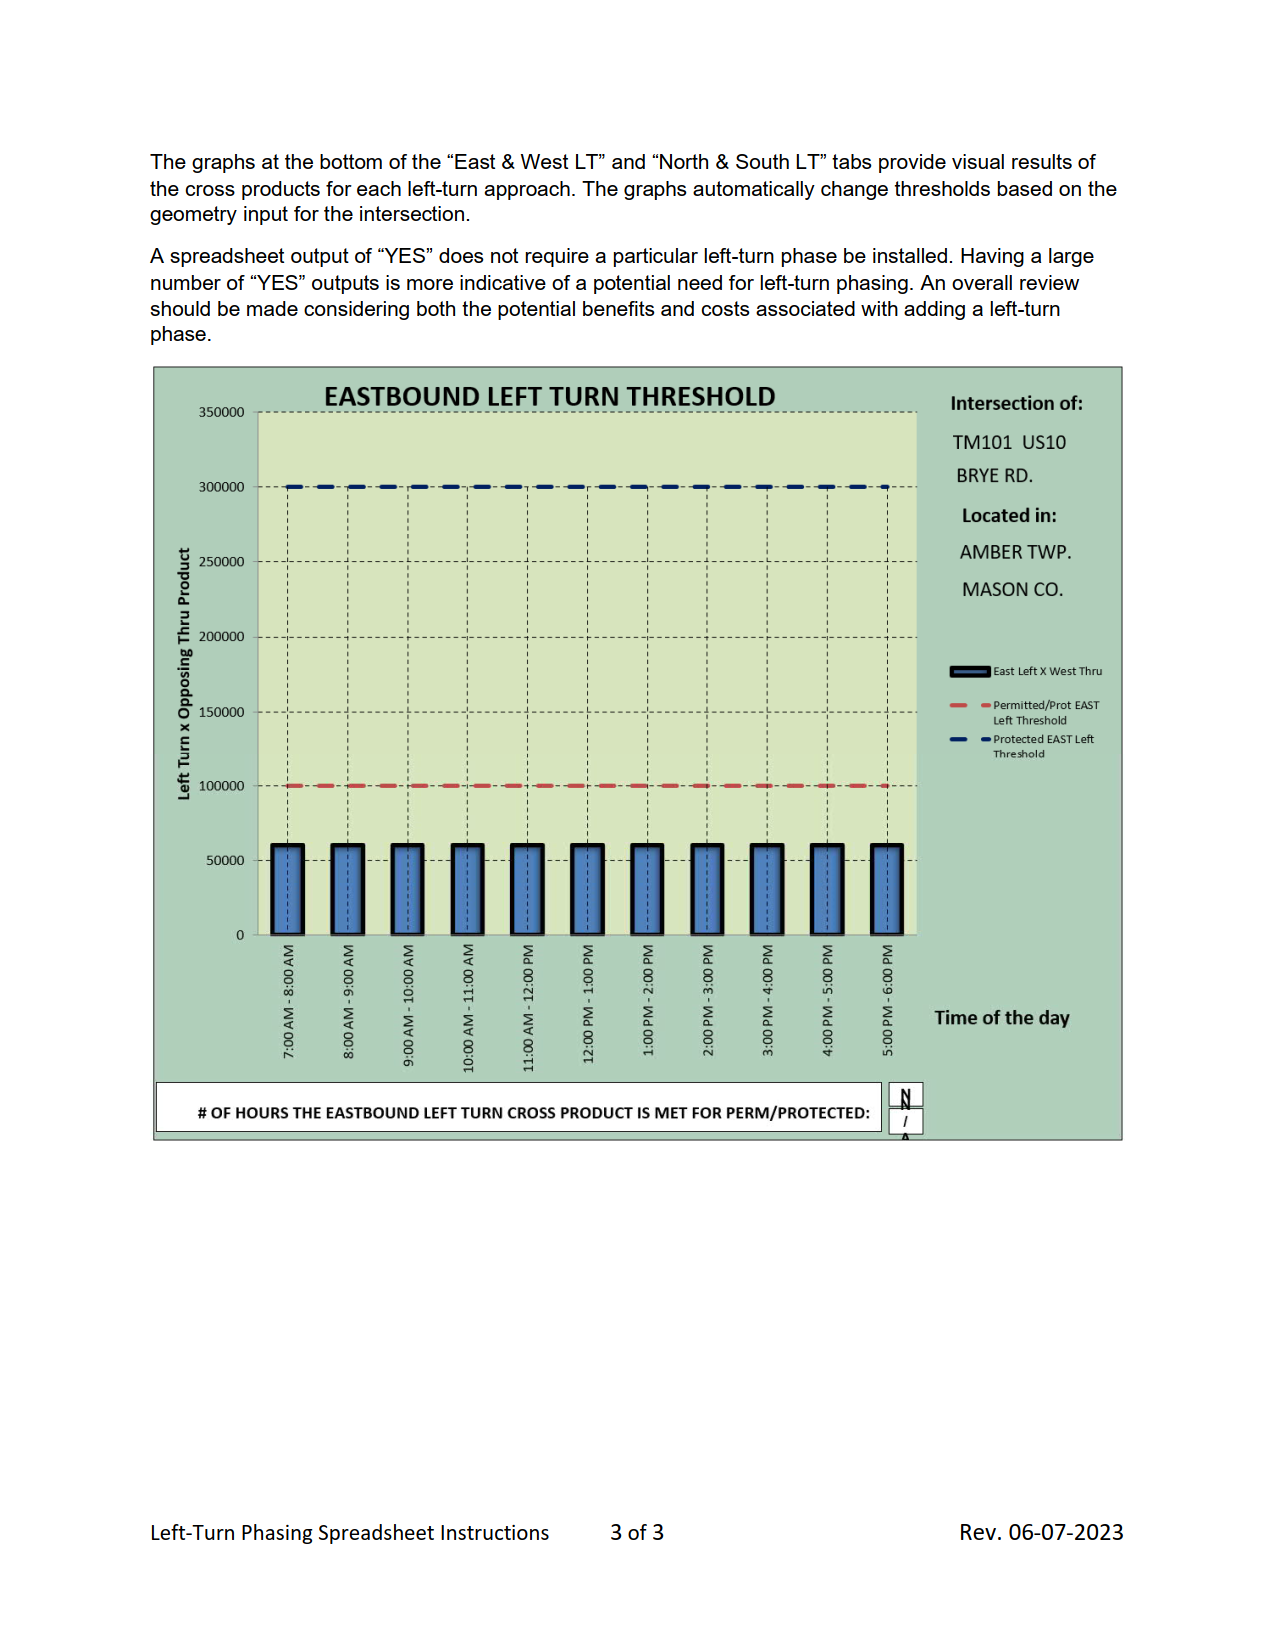 The graphs at the bottom of the “East & West LT” and “North & South LT” tabs provide visual results of
the cross products for each left-turn approach. The graphs automatically change thresholds based on the
geometry input for the intersection.
A spreadsheet output of “YES” does not require a particular left-turn phase be installed. Having a large
number of “YES” outputs is more indicative of a potential need for left-turn phasing. An overall review
should be made considering both the potential benefits and costs associated with adding a left-turn
phase.
EASTBOUND LEFT TURN THRESHOLD
Left Turn x Opposing Thru Product
350000
300000
250000
200000
150000
100000
50000
0
7:00 AM - 8:00 AM
8:00 AM - 9:00 AM
9:00 AM - 10:00 AM
10:00 AM - 11:00 AM
11:00 AM - 12:00 PM
12:00 PM - 1:00 PM
1:00 PM - 2:00 PM
2:00 PM - 3:00 PM
3:00 PM - 4:00 PM
4:00 PM - 5:00 PM
5:00 PM - 6:00 PM
Intersection of:
TM101 US10
BRYE RD.
Located in:
AMBER TWP.
MASON CO.
East Left X West Thru
Permitted/Prot EAST
Left Threshold
Protected EAST Left
Threshold
Time of the day
# OF HOURS THE EASTBOUND LEFT TURN CROSS PRODUCT IS MET FOR PERM/PROTECTED:
Left-Turn Phasing Spreadsheet Instructions 3 of 3 Rev. 06-07-2023